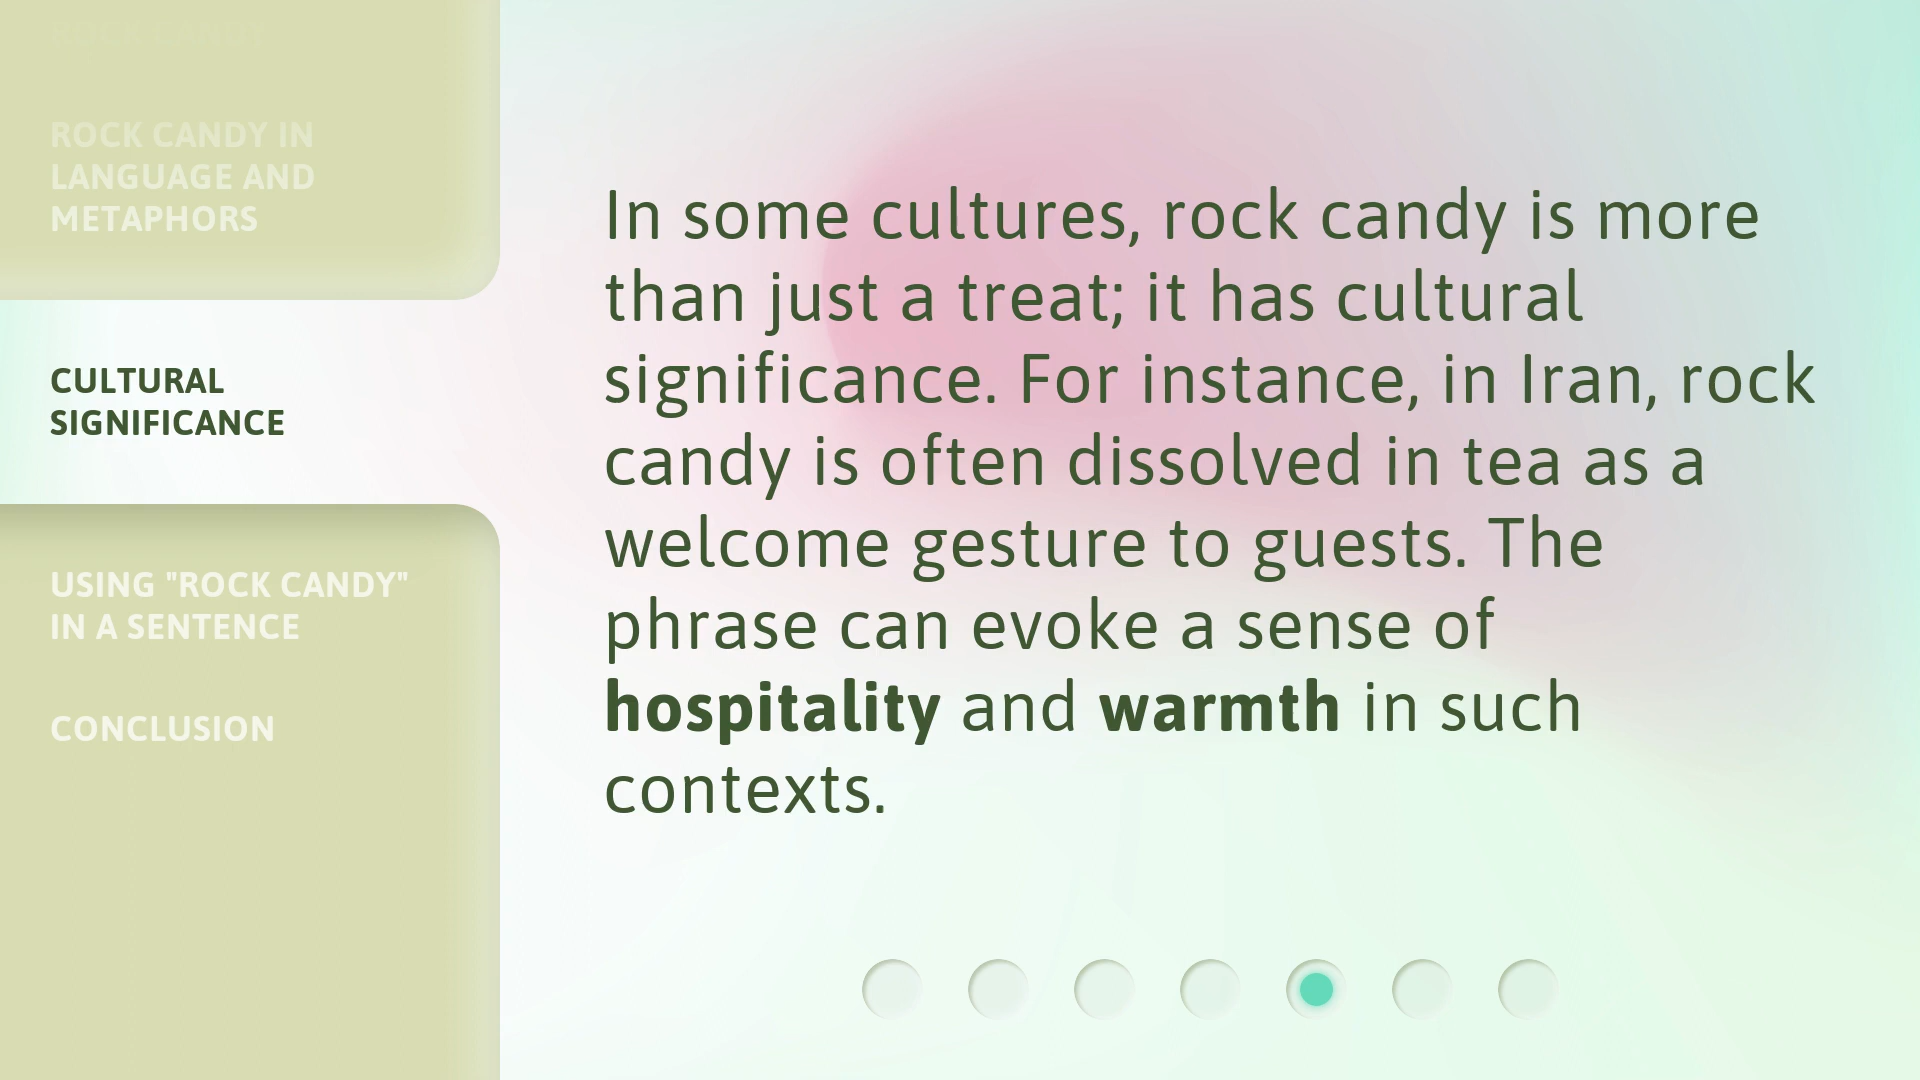 ROCK CANDY
ROCK CANDY IN
LANGUAGE AND
METAPHORS
CULTURAL
SIGNIFICANCE
USING "ROCK CANDY"
IN A SENTENCE
CONCLUSION
In some cultures, rock candy is more
than just a treat; it has cultural
significance. For instance, in Iran, rock
candy is often dissolved in tea as a
welcome gesture to guests. The
phrase can evoke a sense of
hospitality and warmth in such
contexts.